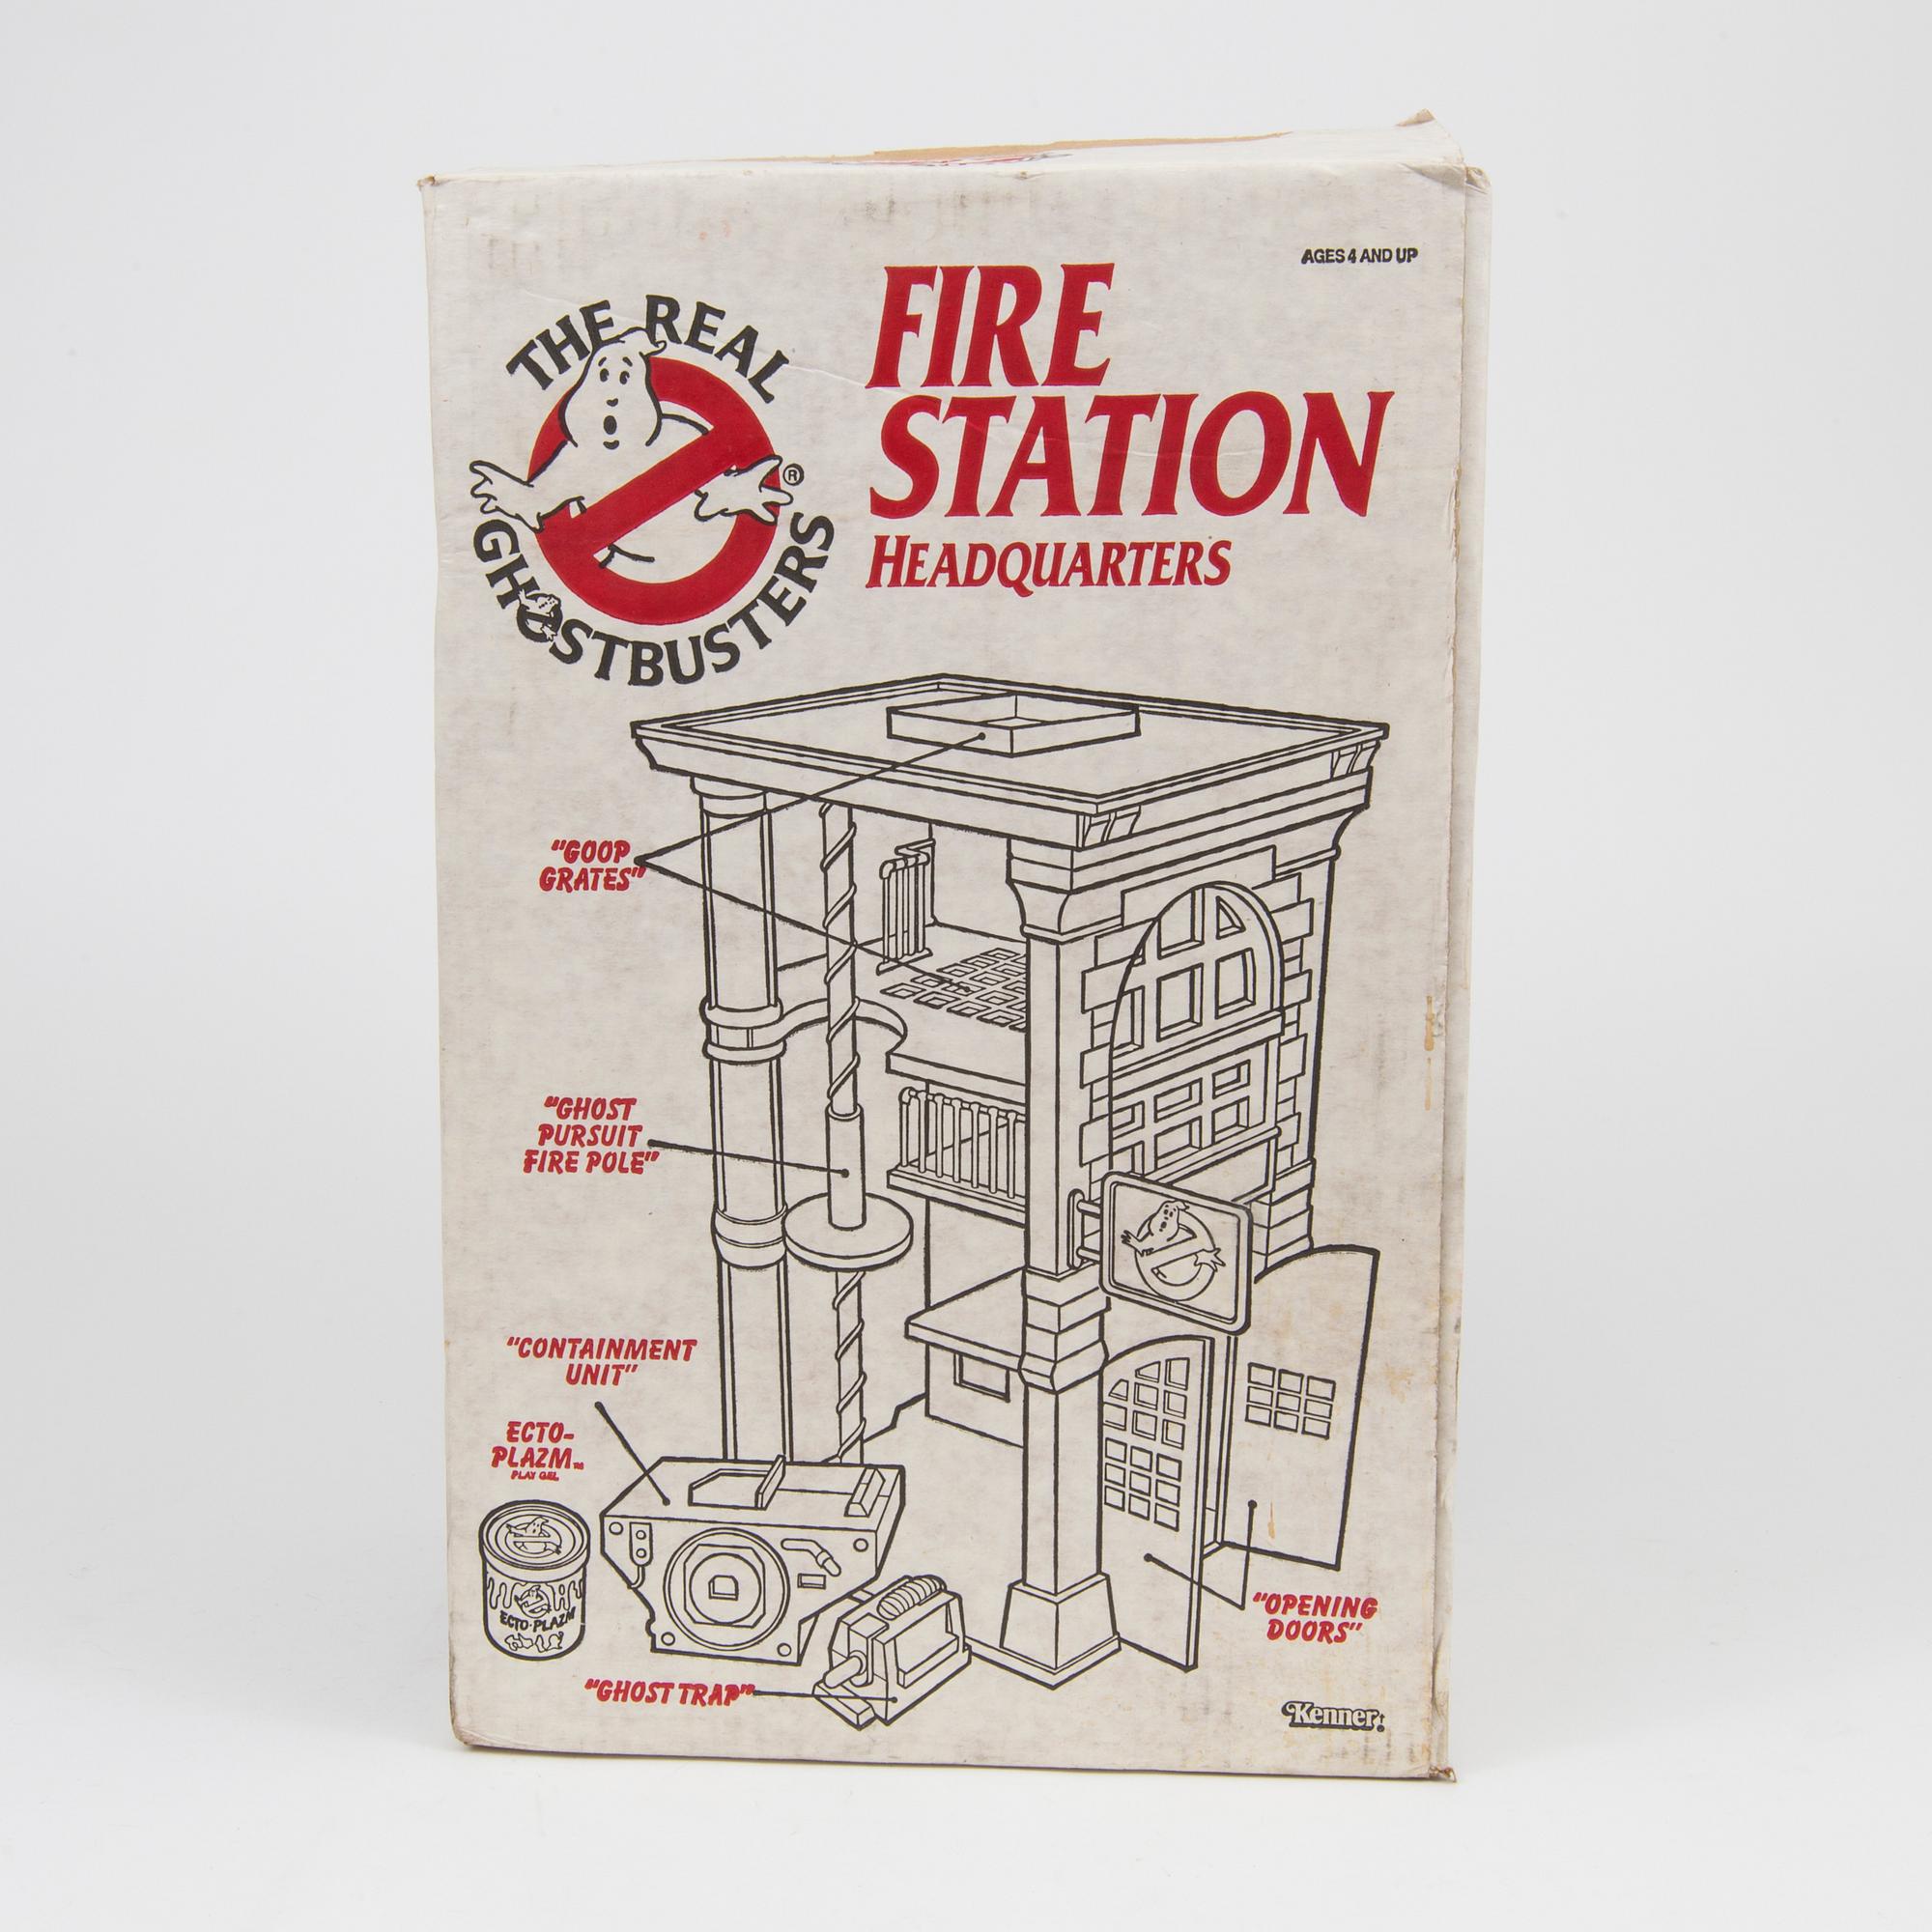 AGES 4 AND UP
THE REAL
GHOSTBUSTERS
®
FIRE
STATION
HEADQUARTERS
"GOOP
GRATES"
"GHOST
PURSUIT
FIRE POLE"
"CONTAINMENT
UNIT"
ECTO-
PLAZM™
PLAY GEL
ECTO-PLAZM
"GHOST TRAP"
"OPENING
DOORS"
Kenner®